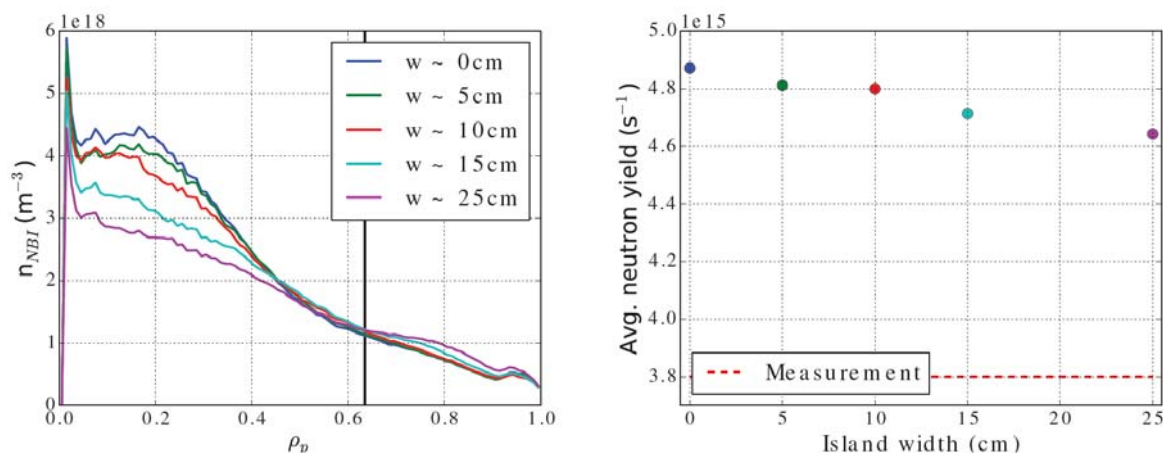 1e18
6
5
4
3
2
1
0
n_NBI (m⁻³)
0.0 0.2 0.4 0.6 0.8 1.0
ρ_p
w ~ 0cm
w ~ 5cm
w ~ 10cm
w ~ 15cm
w ~ 25cm
1e15
5.0
4.8
4.6
4.4
4.2
4.0
3.8
Avg. neutron yield (s⁻¹)
Measurement
0 5 10 15 20 25
Island width (cm)